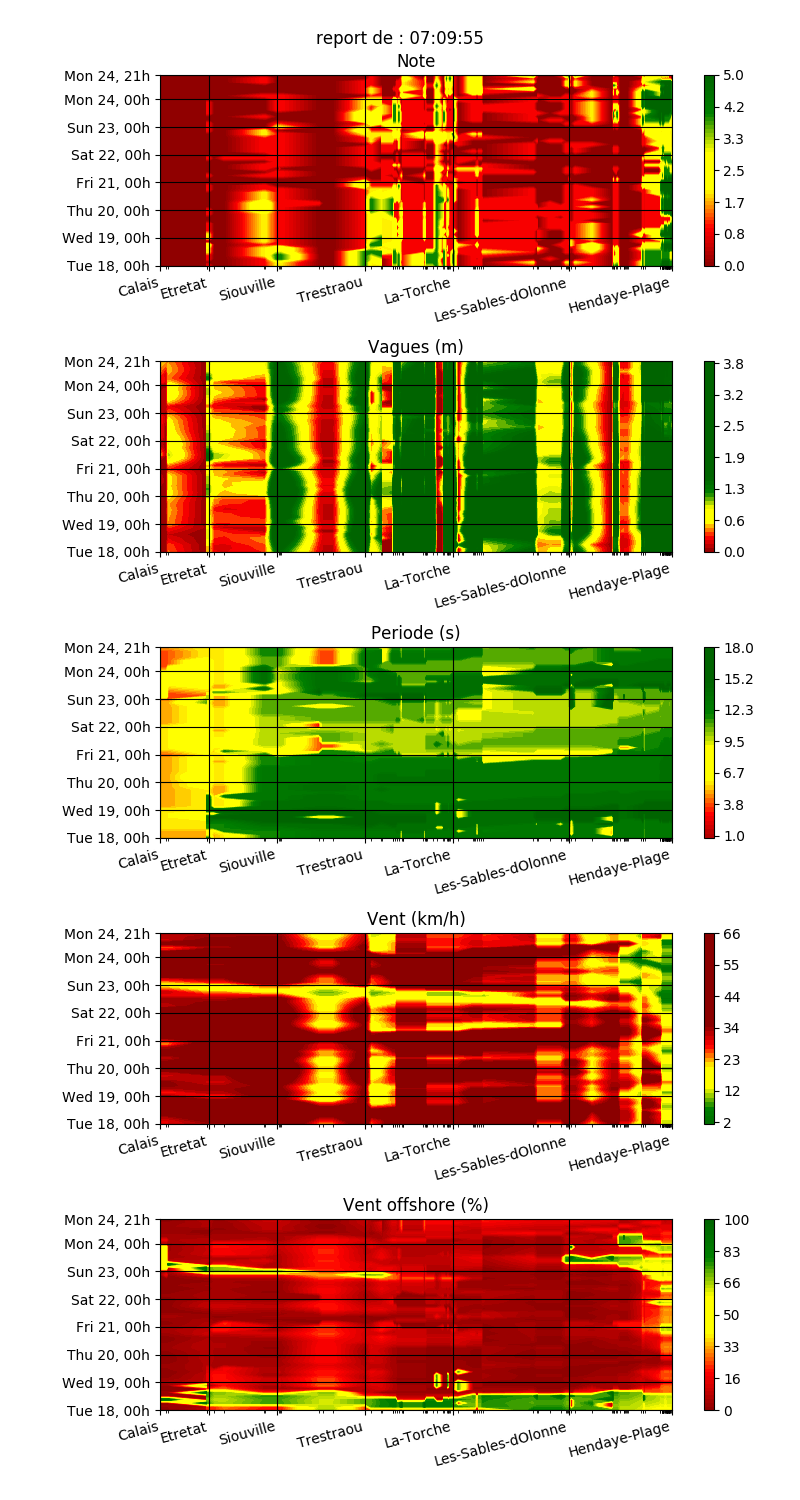 report de : 07:09:55
Note
Mon 24, 21h
Mon 24, 00h
Sun 23, 00h
Sat 22, 00h
Fri 21, 00h
Thu 20, 00h
Wed 19, 00h
Tue 18, 00h
Calais Etretat Siouville Trestraou La-Torche Les-Sables-dOlonne Hendaye-Plage
5.0
4.2
3.3
2.5
1.7
0.8
0.0
Vagues (m)
Mon 24, 21h
Mon 24, 00h
Sun 23, 00h
Sat 22, 00h
Fri 21, 00h
Thu 20, 00h
Wed 19, 00h
Tue 18, 00h
Calais Etretat Siouville Trestraou La-Torche Les-Sables-dOlonne Hendaye-Plage
3.8
3.2
2.5
1.9
1.3
0.6
0.0
Periode (s)
Mon 24, 21h
Mon 24, 00h
Sun 23, 00h
Sat 22, 00h
Fri 21, 00h
Thu 20, 00h
Wed 19, 00h
Tue 18, 00h
Calais Etretat Siouville Trestraou La-Torche Les-Sables-dOlonne Hendaye-Plage
18.0
15.2
12.3
9.5
6.7
3.8
1.0
Vent (km/h)
Mon 24, 21h
Mon 24, 00h
Sun 23, 00h
Sat 22, 00h
Fri 21, 00h
Thu 20, 00h
Wed 19, 00h
Tue 18, 00h
Calais Etretat Siouville Trestraou La-Torche Les-Sables-dOlonne Hendaye-Plage
66
55
44
34
23
12
2
Vent offshore (%)
Mon 24, 21h
Mon 24, 00h
Sun 23, 00h
Sat 22, 00h
Fri 21, 00h
Thu 20, 00h
Wed 19, 00h
Tue 18, 00h
Calais Etretat Siouville Trestraou La-Torche Les-Sables-dOlonne Hendaye-Plage
100
83
66
50
33
16
0